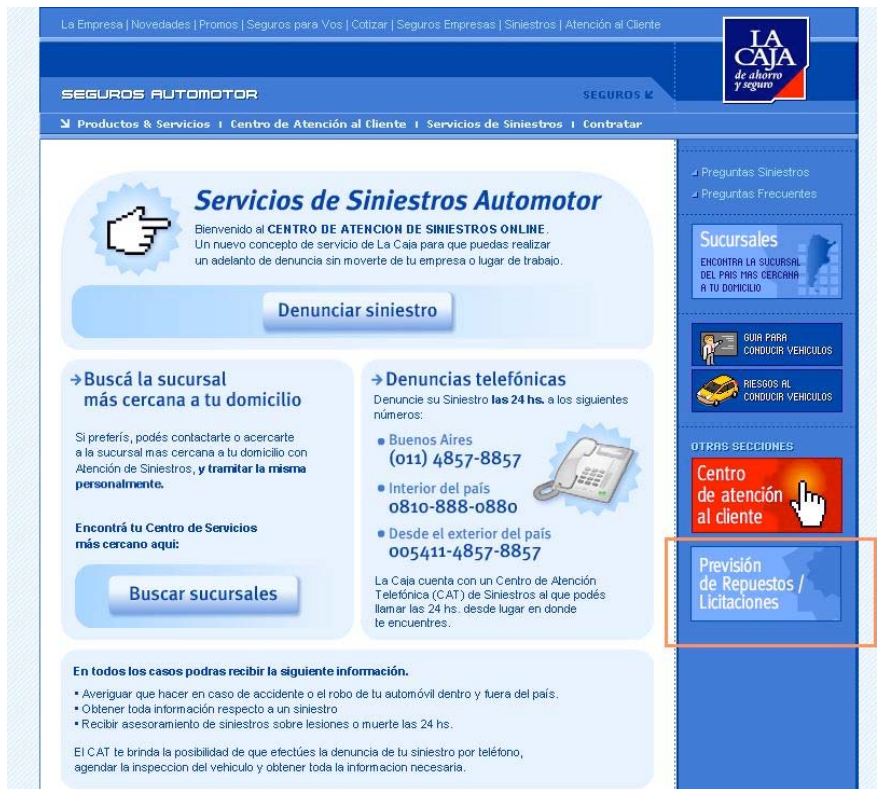 La Empresa | Novedades | Promos | Seguros para Vos | Cotizar | Seguros Empresas | Siniestros | Atención al Cliente
LA
CAJA
de ahorro
y seguro
SEGUROS AUTOMOTOR
SEGUROS
Productos & Servicios | Centro de Atención al Cliente | Servicios de Siniestros | Contratar
Servicios de Siniestros Automotor
Bienvenido al CENTRO DE ATENCION DE SINIESTROS ONLINE.
Un nuevo concepto de servicio de La Caja para que puedas realizar
un adelanto de denuncia sin moverte de tu empresa o lugar de trabajo.
Denunciar siniestro
Buscá la sucursal
más cercana a tu domicilio
Si preferís, podés contactarte o acercarte
a la sucursal mas cercana a tu domicilio con
Atención de Siniestros, y tramitar la misma
personalmente.
Encontrá tu Centro de Servicios
más cercano aqui:
Buscar sucursales
Denuncias telefónicas
Denuncie su Siniestro las 24 hs. a los siguientes
números:
• Buenos Aires
(011) 4857-8857
• Interior del país
0810-888-0880
• Desde el exterior del país
005411-4857-8857
La Caja cuenta con un Centro de Atención
Telefónica (CAT) de Siniestros al que podés
llamar las 24 hs. desde lugar en donde
te encuentres.
En todos los casos podras recibir la siguiente información.
• Averiguar que hacer en caso de accidente o el robo de tu automóvil dentro y fuera del país.
• Obtener toda información respecto a un siniestro
• Recibir asesoramiento de siniestros sobre lesiones o muerte las 24 hs.
El CAT te brinda la posibilidad de que efectúes la denuncia de tu siniestro por teléfono,
agendar la inspeccion del vehiculo y obtener toda la informacion necesaria.
Preguntas Siniestros
Preguntas Frecuentes
Sucursales
ENCONTRA LA SUCURSAL
DEL PAIS MAS CERCANA
A TU DOMICILIO
GUIA PARA
CONDUCIR VEHICULOS
RIESGOS AL
CONDUCIR VEHICULOS
OTRAS SECCIONES
Centro
de atención
al cliente
Previsión
de Repuestos /
Licitaciones